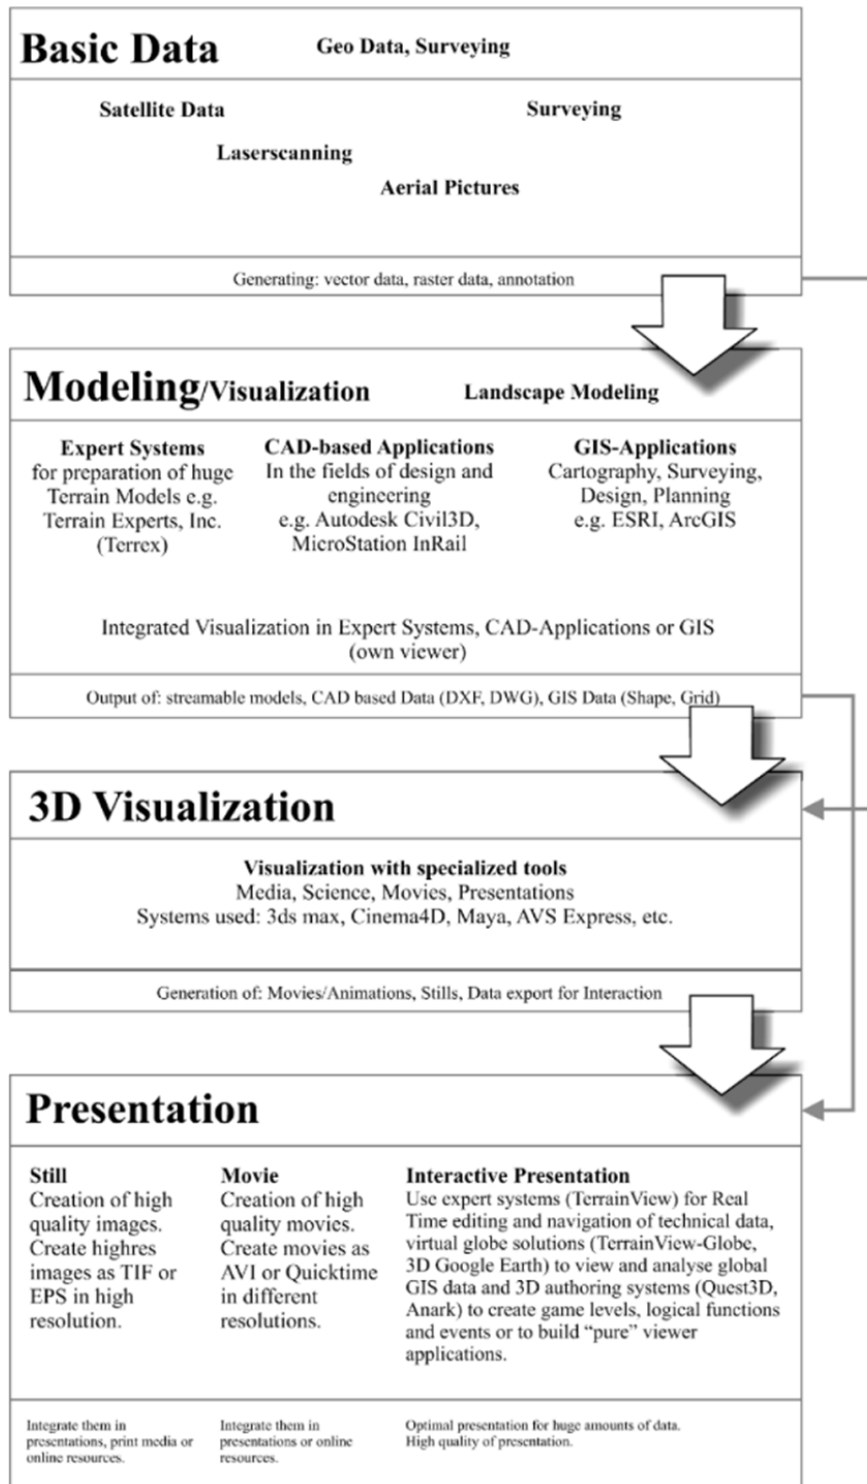 Basic Data
Geo Data, Surveying
Satellite Data
Surveying
Laserscanning
Aerial Pictures
Generating: vector data, raster data, annotation
Modeling/Visualization
Landscape Modeling
Expert Systems
for preparation of huge
Terrain Models e.g.
Terrain Experts, Inc.
(Terrex)
CAD-based Applications
In the fields of design and
engineering
e.g. Autodesk Civil3D,
MicroStation InRail
GIS-Applications
Cartography, Surveying,
Design, Planning
e.g. ESRI, ArcGIS
Integrated Visualization in Expert Systems, CAD-Applications or GIS
(own viewer)
Output of: streamable models, CAD based Data (DXF, DWG), GIS Data (Shape, Grid)
3D Visualization
Visualization with specialized tools
Media, Science, Movies, Presentations
Systems used: 3ds max, Cinema4D, Maya, AVS Express, etc.
Generation of: Movies/Animations, Stills, Data export for Interaction
Presentation
Still
Creation of high
quality images.
Create highres
images as TIF or
EPS in high
resolution.
Movie
Creation of high
quality movies.
Create movies as
AVI or Quicktime
in different
resolutions.
Interactive Presentation
Use expert systems (TerrainView) for Real
Time editing and navigation of technical data,
virtual globe solutions (TerrainView-Globe,
3D Google Earth) to view and analyse global
GIS data and 3D authoring systems (Quest3D,
Anark) to create game levels, logical functions
and events or to build “pure” viewer
applications.
Integrate them in
presentations, print media or
online resources.
Integrate them in
presentations or online
resources.
Optimal presentation for huge amounts of data.
High quality of presentation.